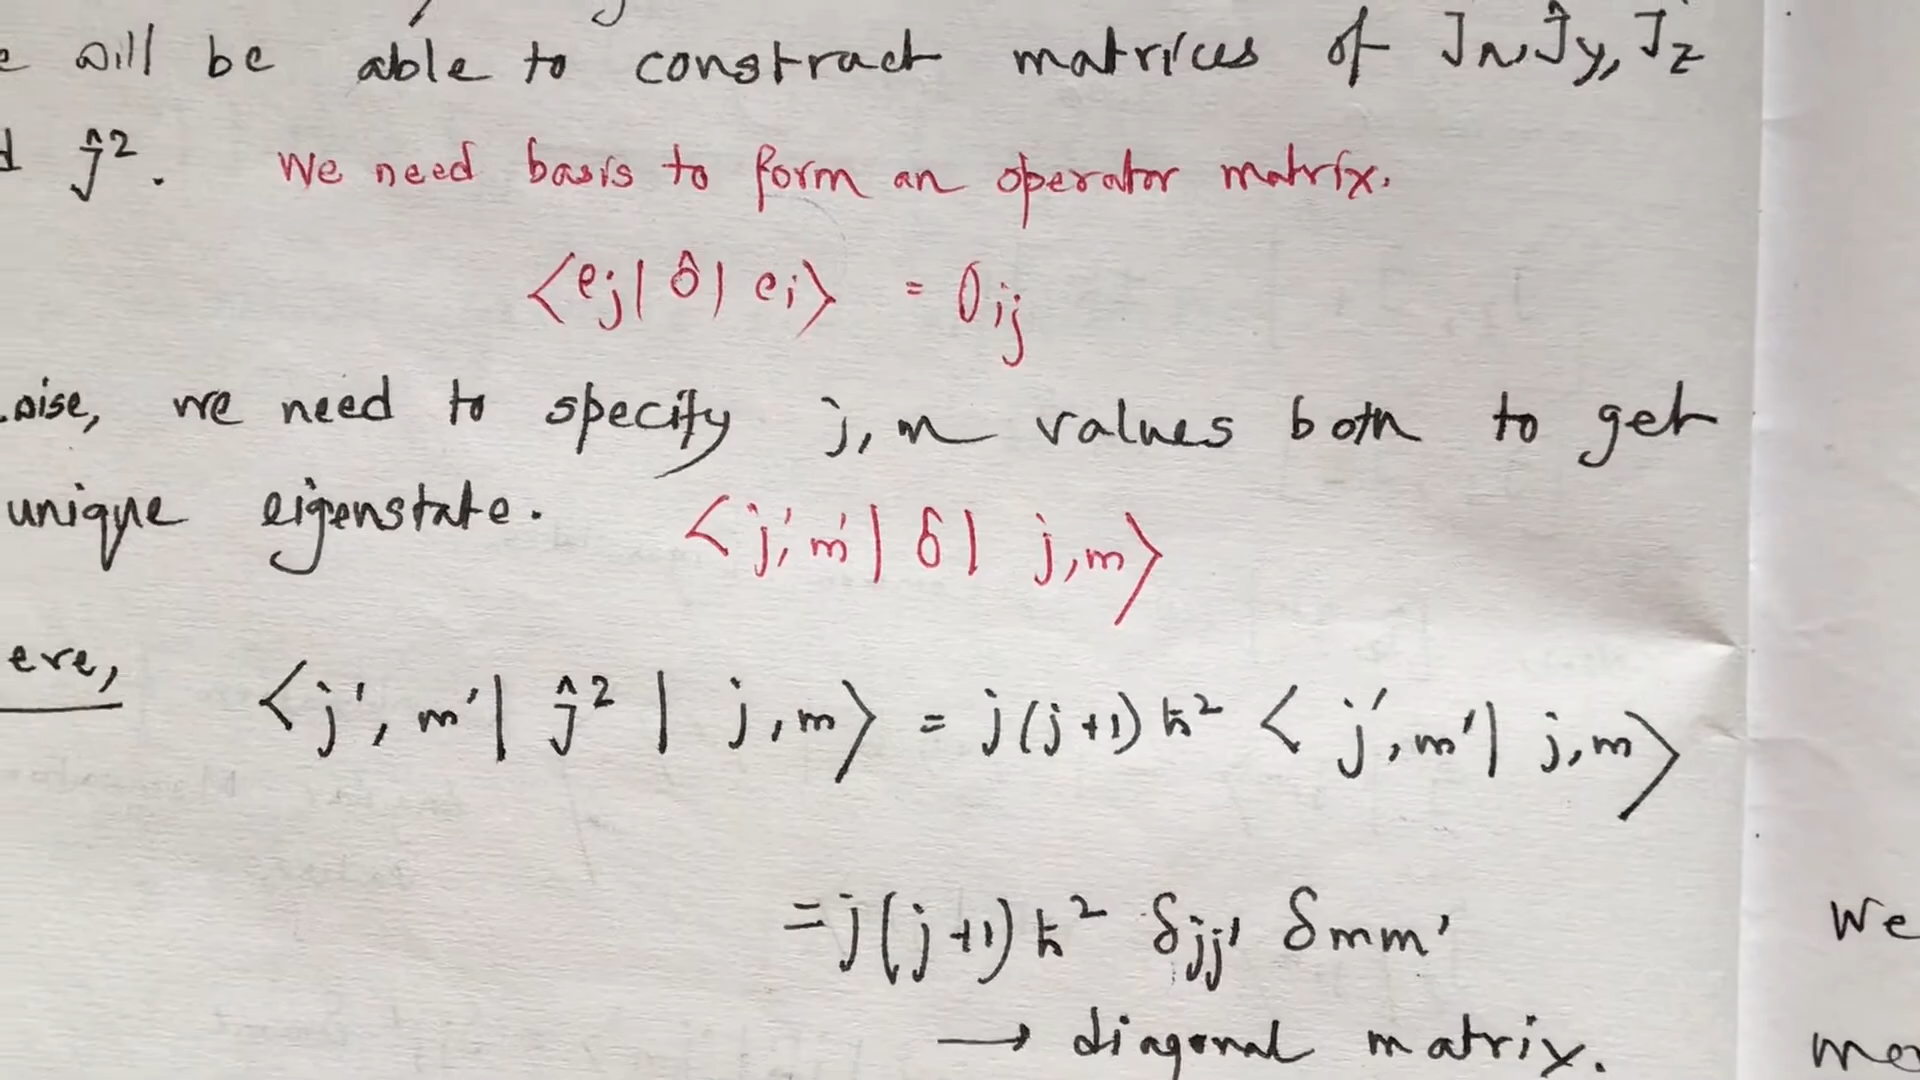 e will be able to construct matrices of Jx, Ĵy, Jz
d Ĵ². We need basis to form an operator matrix.
⟨ej| ô| ei⟩ = Oij
wise, we need to specify j, m values both to get
unique eigenstate. ⟨j', m'| ô | j,m⟩
ere, ⟨j', m'| ĵ² | j, m⟩ = j(j+1) ħ² ⟨j', m'| j, m⟩
= j(j+1) ħ² δjj' δmm'
→ diagonal matrix.
We